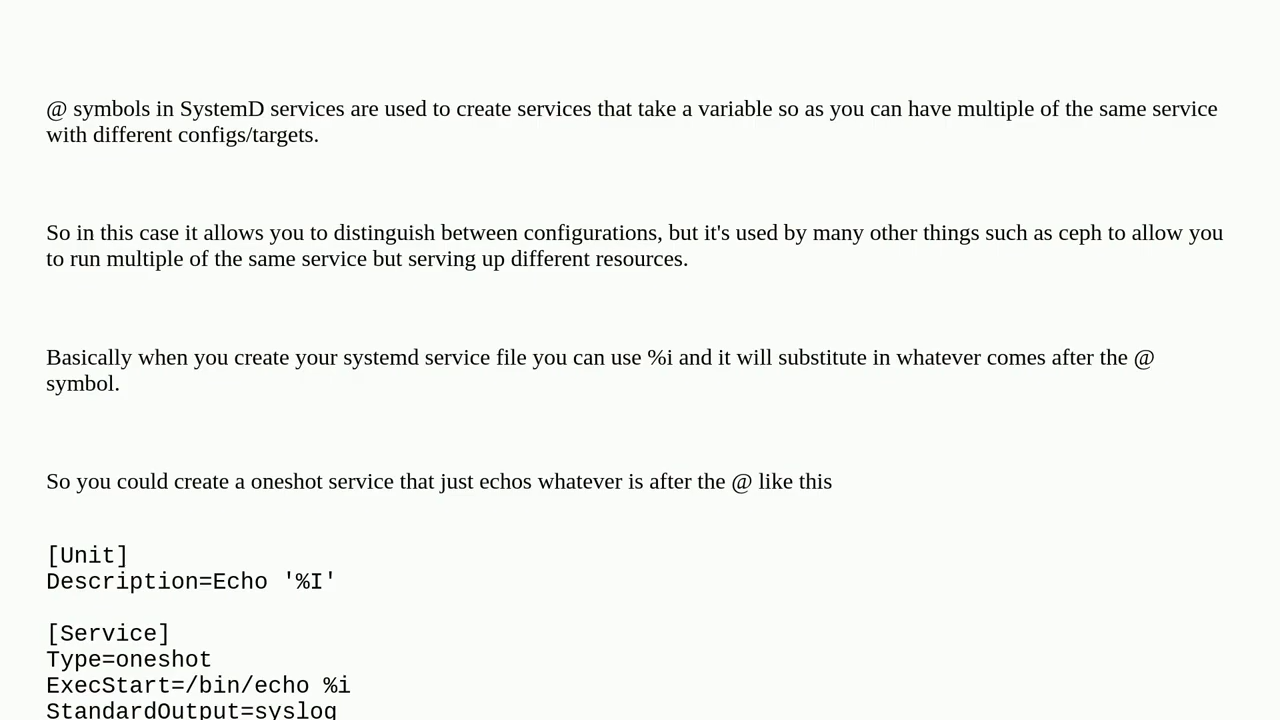 @ symbols in SystemD services are used to create services that take a variable so as you can have multiple of the same service
with different configs/targets.
So in this case it allows you to distinguish between configurations, but it's used by many other things such as ceph to allow you
to run multiple of the same service but serving up different resources.
Basically when you create your systemd service file you can use %i and it will substitute in whatever comes after the @
symbol.
So you could create a oneshot service that just echos whatever is after the @ like this
[Unit]
Description=Echo '%I'
[Service]
Type=oneshot
ExecStart=/bin/echo %i
StandardOutput=syslog